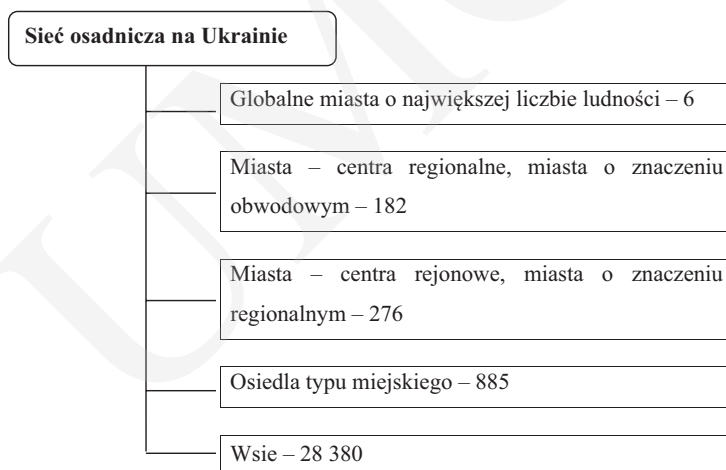 Sieć osadnicza na Ukrainie
Globalne miasta o największej liczbie ludności – 6
Miasta – centra regionalne, miasta o znaczeniu
obwodowym – 182
Miasta – centra rejonowe, miasta o znaczeniu
regionalnym – 276
Osiedla typu miejskiego – 885
Wsie – 28 380